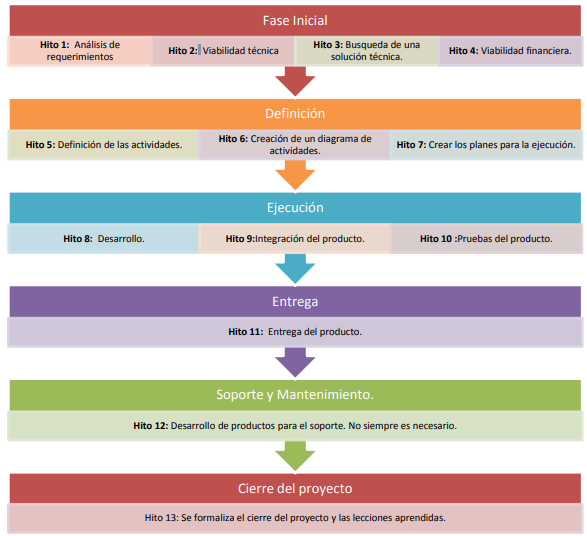 Fase Inicial
Hito 1: Análisis de
requerimientos
Hito 2: Viabilidad técnica
Hito 3: Busqueda de una
solución técnica.
Hito 4: Viabilidad financiera.
Definición
Hito 5: Definición de las actividades.
Hito 6: Creación de un diagrama de
actividades.
Hito 7: Crear los planes para la ejecución.
Ejecución
Hito 8: Desarrollo.
Hito 9:Integración del producto.
Hito 10 :Pruebas del producto.
Entrega
Hito 11: Entrega del producto.
Soporte y Mantenimiento.
Hito 12: Desarrollo de productos para el soporte. No siempre es necesario.
Cierre del proyecto
Hito 13: Se formaliza el cierre del proyecto y las lecciones aprendidas.